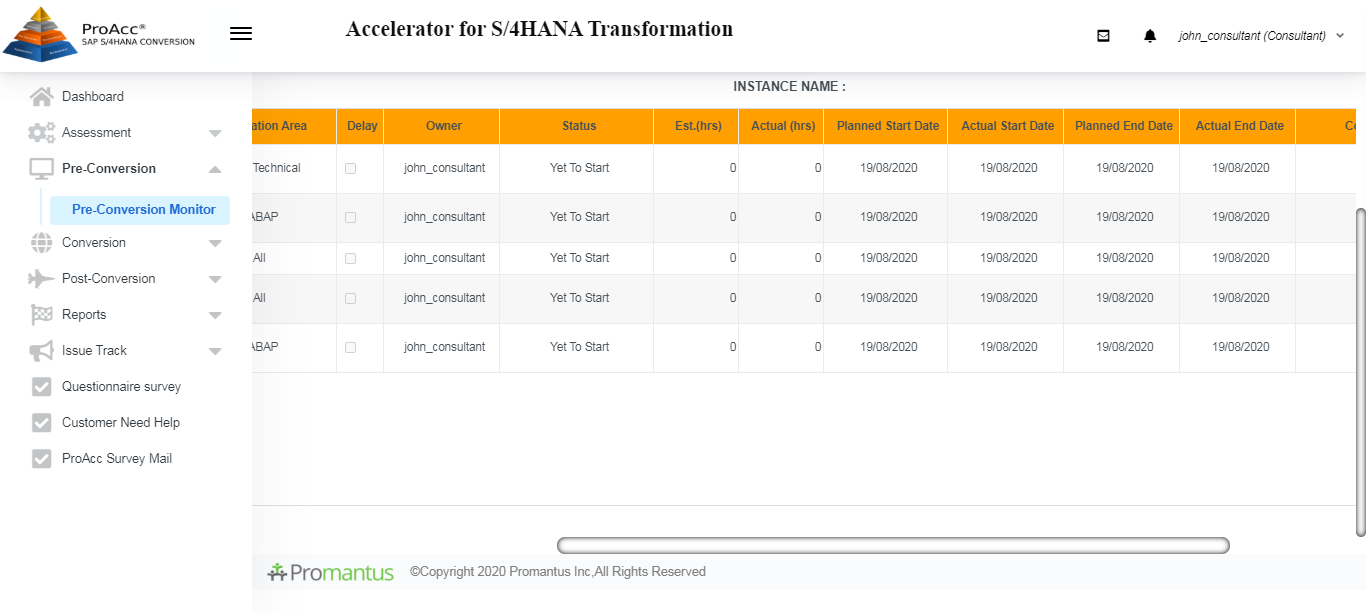 ProAcc®
SAP S/4HANA CONVERSION
Accelerator for S/4HANA Transformation
john_consultant (Consultant)
Dashboard
Assessment
Pre-Conversion
Pre-Conversion Monitor
Conversion
Post-Conversion
Reports
Issue Track
Questionnaire survey
Customer Need Help
ProAcc Survey Mail
INSTANCE NAME :
ation Area Delay Owner Status Est.(hrs) Actual (hrs) Planned Start Date Actual Start Date Planned End Date Actual End Date
Technical john_consultant Yet To Start 0 0 19/08/2020 19/08/2020 19/08/2020 19/08/2020
ABAP john_consultant Yet To Start 0 0 19/08/2020 19/08/2020 19/08/2020 19/08/2020
All john_consultant Yet To Start 0 0 19/08/2020 19/08/2020 19/08/2020 19/08/2020
All john_consultant Yet To Start 0 0 19/08/2020 19/08/2020 19/08/2020 19/08/2020
ABAP john_consultant Yet To Start 0 0 19/08/2020 19/08/2020 19/08/2020 19/08/2020
Promantus ©Copyright 2020 Promantus Inc,All Rights Reserved